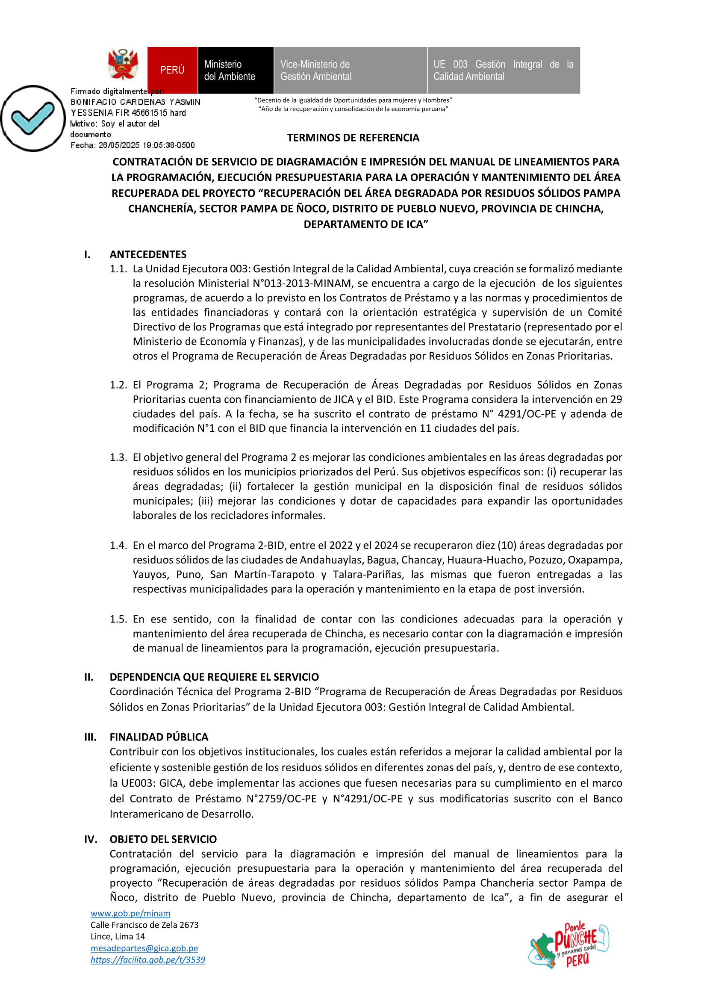 PERÚ
Ministerio
del Ambiente
Vice-Ministerio de
Gestión Ambiental
UE 003 Gestión Integral de la
Calidad Ambiental
Firmado digitalmente por:
BONIFACIO CARDENAS YASMIN
YESSENIA FIR 45661515 hard
Motivo: Soy el autor del
documento
Fecha: 26/05/2025 19:05:38-0500
“Decenio de la Igualdad de Oportunidades para mujeres y Hombres”
“Año de la recuperación y consolidación de la economía peruana”
TERMINOS DE REFERENCIA
CONTRATACIÓN DE SERVICIO DE DIAGRAMACIÓN E IMPRESIÓN DEL MANUAL DE LINEAMIENTOS PARA
LA PROGRAMACIÓN, EJECUCIÓN PRESUPUESTARIA PARA LA OPERACIÓN Y MANTENIMIENTO DEL ÁREA
RECUPERADA DEL PROYECTO “RECUPERACIÓN DEL ÁREA DEGRADADA POR RESIDUOS SÓLIDOS PAMPA
CHANCHERÍA, SECTOR PAMPA DE ÑOCO, DISTRITO DE PUEBLO NUEVO, PROVINCIA DE CHINCHA,
DEPARTAMENTO DE ICA”
I. ANTECEDENTES
1.1. La Unidad Ejecutora 003: Gestión Integral de la Calidad Ambiental, cuya creación se formalizó mediante
la resolución Ministerial N°013-2013-MINAM, se encuentra a cargo de la ejecución de los siguientes
programas, de acuerdo a lo previsto en los Contratos de Préstamo y a las normas y procedimientos de
las entidades financiadoras y contará con la orientación estratégica y supervisión de un Comité
Directivo de los Programas que está integrado por representantes del Prestatario (representado por el
Ministerio de Economía y Finanzas), y de las municipalidades involucradas donde se ejecutarán, entre
otros el Programa de Recuperación de Áreas Degradadas por Residuos Sólidos en Zonas Prioritarias.
1.2. El Programa 2; Programa de Recuperación de Áreas Degradadas por Residuos Sólidos en Zonas
Prioritarias cuenta con financiamiento de JICA y el BID. Este Programa considera la intervención en 29
ciudades del país. A la fecha, se ha suscrito el contrato de préstamo N° 4291/OC-PE y adenda de
modificación N°1 con el BID que financia la intervención en 11 ciudades del país.
1.3. El objetivo general del Programa 2 es mejorar las condiciones ambientales en las áreas degradadas por
residuos sólidos en los municipios priorizados del Perú. Sus objetivos específicos son: (i) recuperar las
áreas degradadas; (ii) fortalecer la gestión municipal en la disposición final de residuos sólidos
municipales; (iii) mejorar las condiciones y dotar de capacidades para expandir las oportunidades
laborales de los recicladores informales.
1.4. En el marco del Programa 2-BID, entre el 2022 y el 2024 se recuperaron diez (10) áreas degradadas por
residuos sólidos de las ciudades de Andahuaylas, Bagua, Chancay, Huaura-Huacho, Pozuzo, Oxapampa,
Yauyos, Puno, San Martín-Tarapoto y Talara-Pariñas, las mismas que fueron entregadas a las
respectivas municipalidades para la operación y mantenimiento en la etapa de post inversión.
1.5. En ese sentido, con la finalidad de contar con las condiciones adecuadas para la operación y
mantenimiento del área recuperada de Chincha, es necesario contar con la diagramación e impresión
de manual de lineamientos para la programación, ejecución presupuestaria.
II. DEPENDENCIA QUE REQUIERE EL SERVICIO
Coordinación Técnica del Programa 2-BID “Programa de Recuperación de Áreas Degradadas por Residuos
Sólidos en Zonas Prioritarias” de la Unidad Ejecutora 003: Gestión Integral de Calidad Ambiental.
III. FINALIDAD PÚBLICA
Contribuir con los objetivos institucionales, los cuales están referidos a mejorar la calidad ambiental por la
eficiente y sostenible gestión de los residuos sólidos en diferentes zonas del país, y, dentro de ese contexto,
la UE003: GICA, debe implementar las acciones que fuesen necesarias para su cumplimiento en el marco
del Contrato de Préstamo N°2759/OC-PE y N°4291/OC-PE y sus modificatorias suscrito con el Banco
Interamericano de Desarrollo.
IV. OBJETO DEL SERVICIO
Contratación del servicio para la diagramación e impresión del manual de lineamientos para la
programación, ejecución presupuestaria para la operación y mantenimiento del área recuperada del
proyecto “Recuperación de áreas degradadas por residuos sólidos Pampa Chanchería sector Pampa de
Ñoco, distrito de Pueblo Nuevo, provincia de Chincha, departamento de Ica”, a fin de asegurar el
www.gob.pe/minam
Calle Francisco de Zela 2673
Lince, Lima 14
mesadepartes@gica.gob.pe
https://facilita.gob.pe/t/3539
Ponle
PUNCHE
y ganamos todos
PERÚ